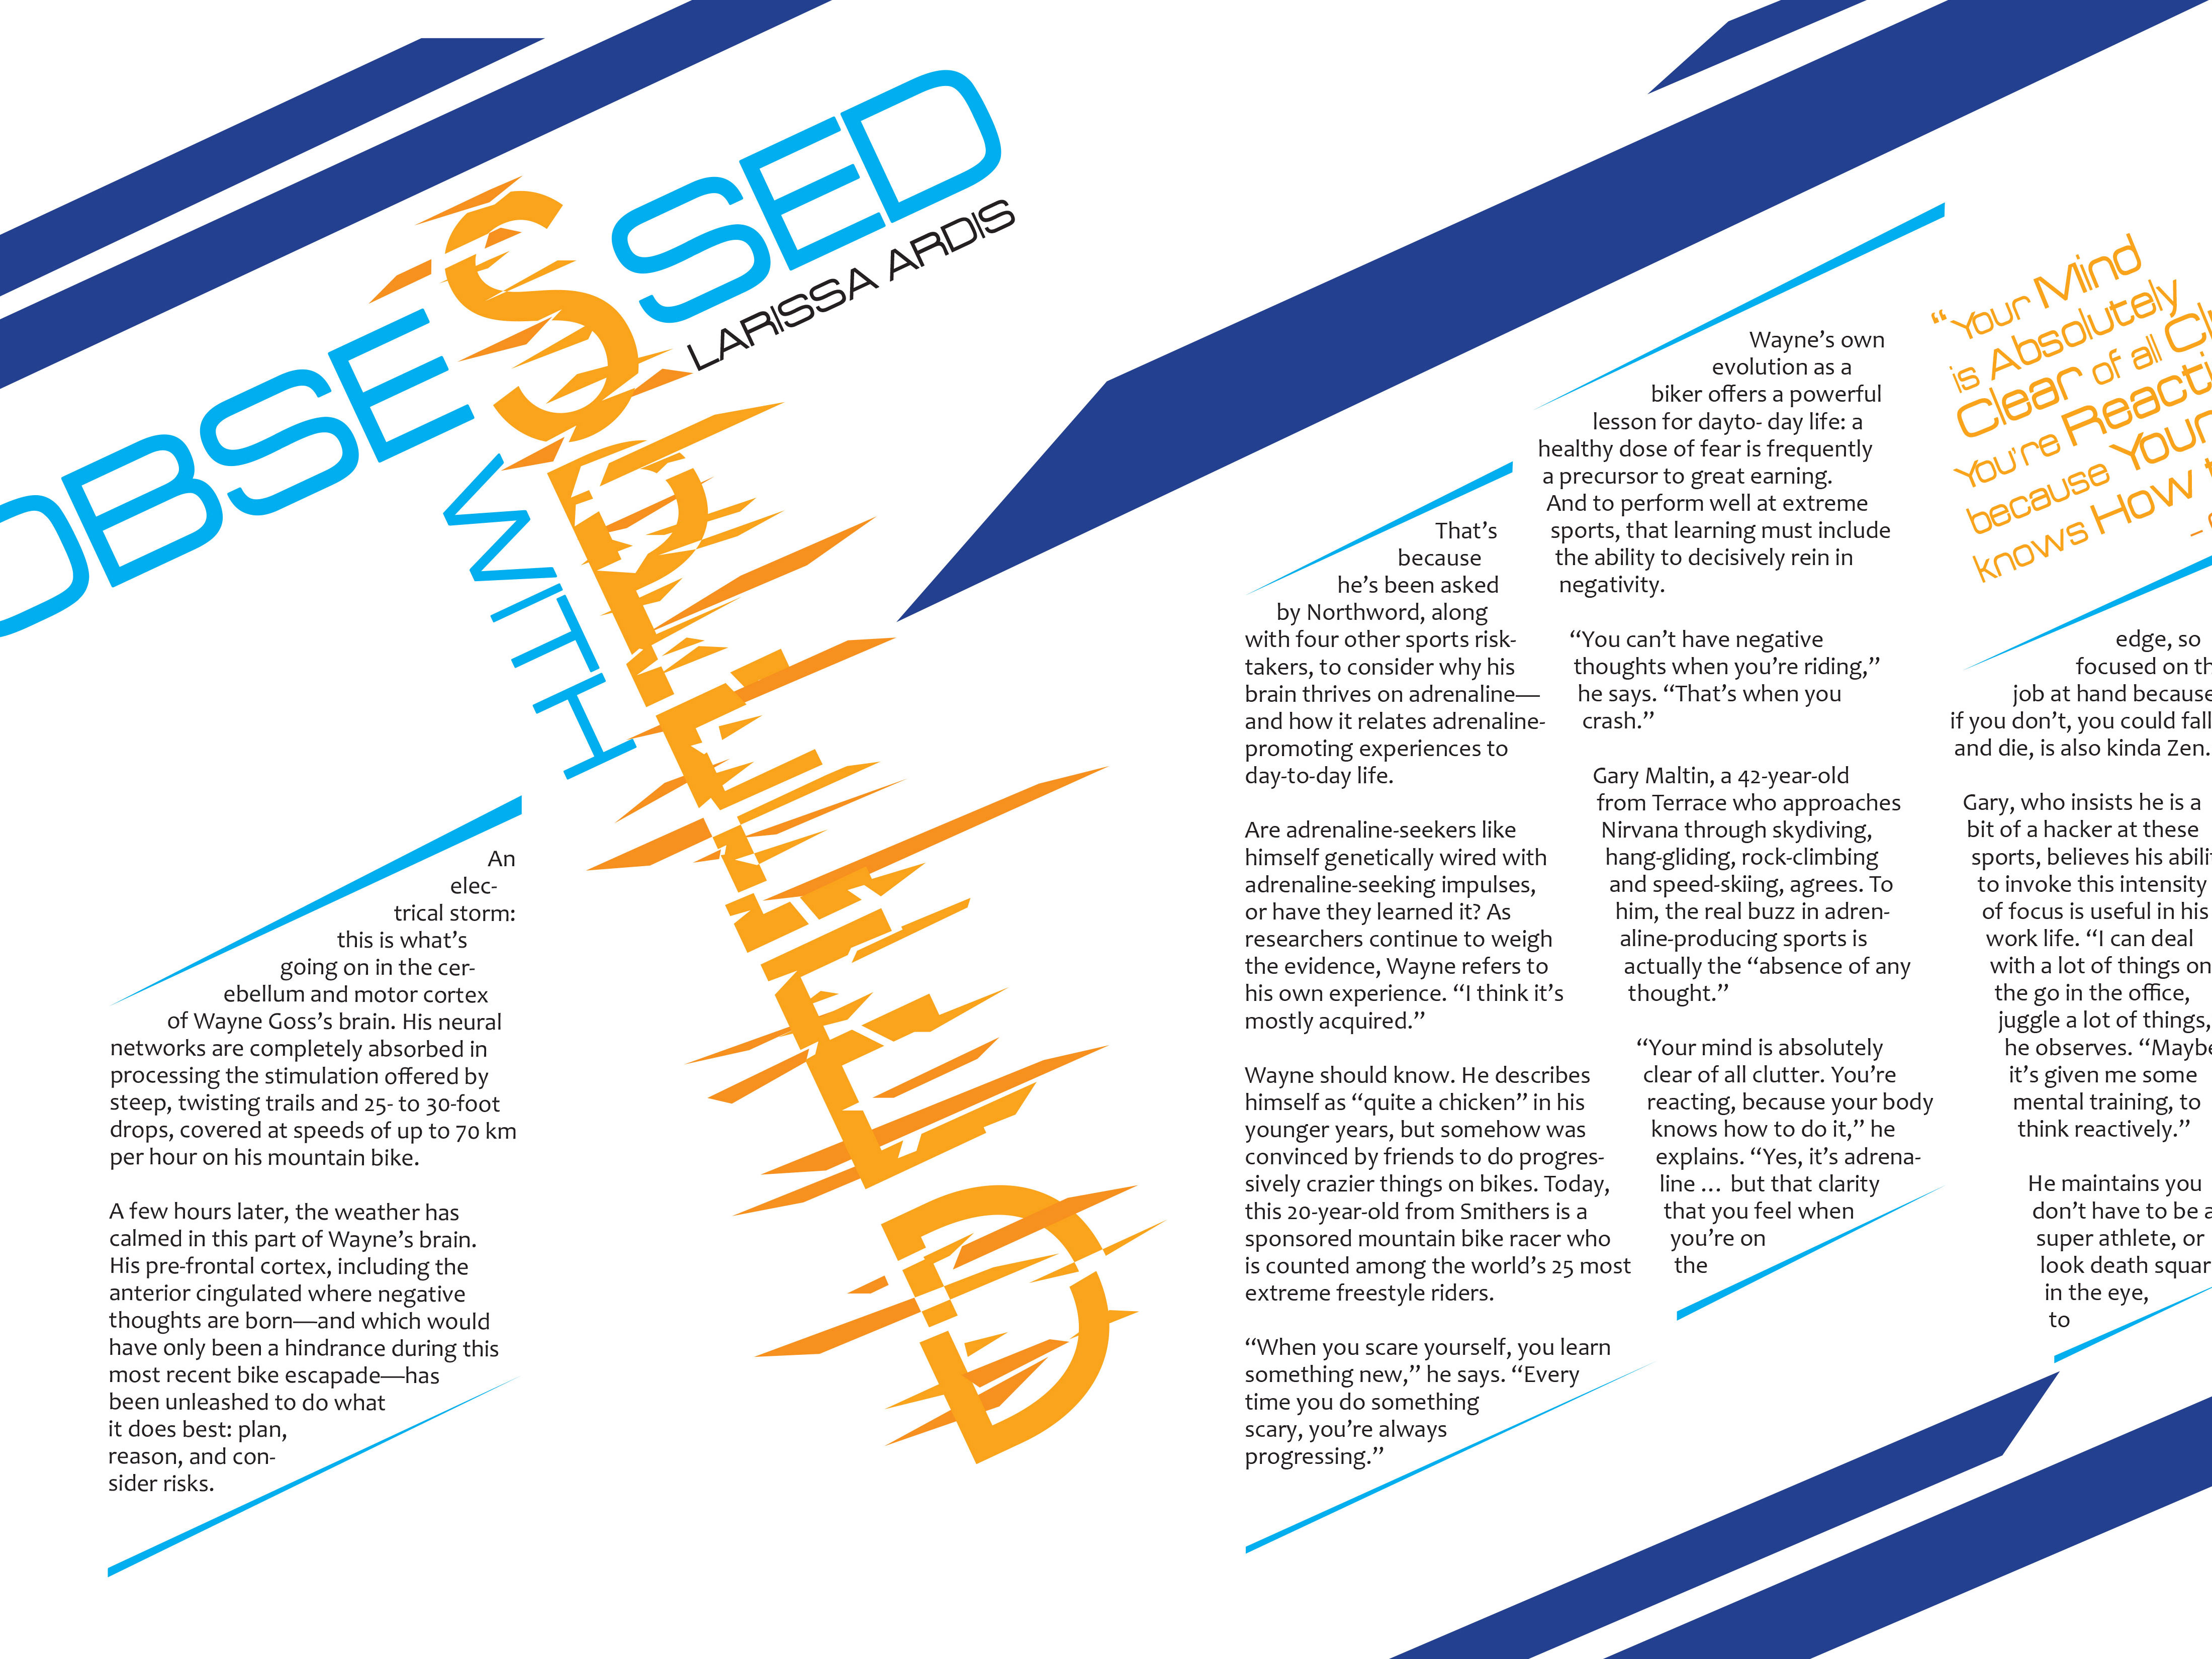 OBSESSED
WITH
SPEED
LARISSA ARDIS
An
elec-
trical storm:
this is what’s
going on in the cer-
ebellum and motor cortex
of Wayne Goss’s brain. His neural
networks are completely absorbed in
processing the stimulation offered by
steep, twisting trails and 25- to 30-foot
drops, covered at speeds of up to 70 km
per hour on his mountain bike.
A few hours later, the weather has
calmed in this part of Wayne’s brain.
His pre-frontal cortex, including the
anterior cingulated where negative
thoughts are born—and which would
have only been a hindrance during this
most recent bike escapade—has
been unleashed to do what
it does best: plan,
reason, and con-
sider risks.
That’s
because
he’s been asked
by Northword, along
with four other sports risk-
takers, to consider why his
brain thrives on adrenaline—
and how it relates adrenaline-
promoting experiences to
day-to-day life.
Are adrenaline-seekers like
himself genetically wired with
adrenaline-seeking impulses,
or have they learned it? As
researchers continue to weigh
the evidence, Wayne refers to
his own experience. “I think it’s
mostly acquired.”
Wayne should know. He describes
himself as “quite a chicken” in his
younger years, but somehow was
convinced by friends to do progres-
sively crazier things on bikes. Today,
this 20-year-old from Smithers is a
sponsored mountain bike racer who
is counted among the world’s 25 most
extreme freestyle riders.
“When you scare yourself, you learn
something new,” he says. “Every
time you do something
scary, you’re always
progressing.”
Wayne’s own
evolution as a
biker offers a powerful
lesson for dayto- day life: a
healthy dose of fear is frequently
a precursor to great earning.
And to perform well at extreme
sports, that learning must include
the ability to decisively rein in
negativity.
“You can’t have negative
thoughts when you’re riding,”
he says. “That’s when you
crash.”
Gary Maltin, a 42-year-old
from Terrace who approaches
Nirvana through skydiving,
hang-gliding, rock-climbing
and speed-skiing, agrees. To
him, the real buzz in adren-
aline-producing sports is
actually the “absence of any
thought.”
“Your mind is absolutely
clear of all clutter. You’re
reacting, because your body
knows how to do it,” he
explains. “Yes, it’s adrena-
line … but that clarity
that you feel when
you’re on
the
“Your Mind
is Absolutely
Clear of all Cl
You’re Reacti
because Your
knows How t
–
edge, so
focused on th
job at hand because
if you don’t, you could fall
and die, is also kinda Zen.
Gary, who insists he is a
bit of a hacker at these
sports, believes his abili
to invoke this intensity
of focus is useful in his
work life. “I can deal
with a lot of things on
the go in the office,
juggle a lot of things,
he observes. “Maybe
it’s given me some
mental training, to
think reactively.”
He maintains you
don’t have to be a
super athlete, or
look death squar
in the eye,
to